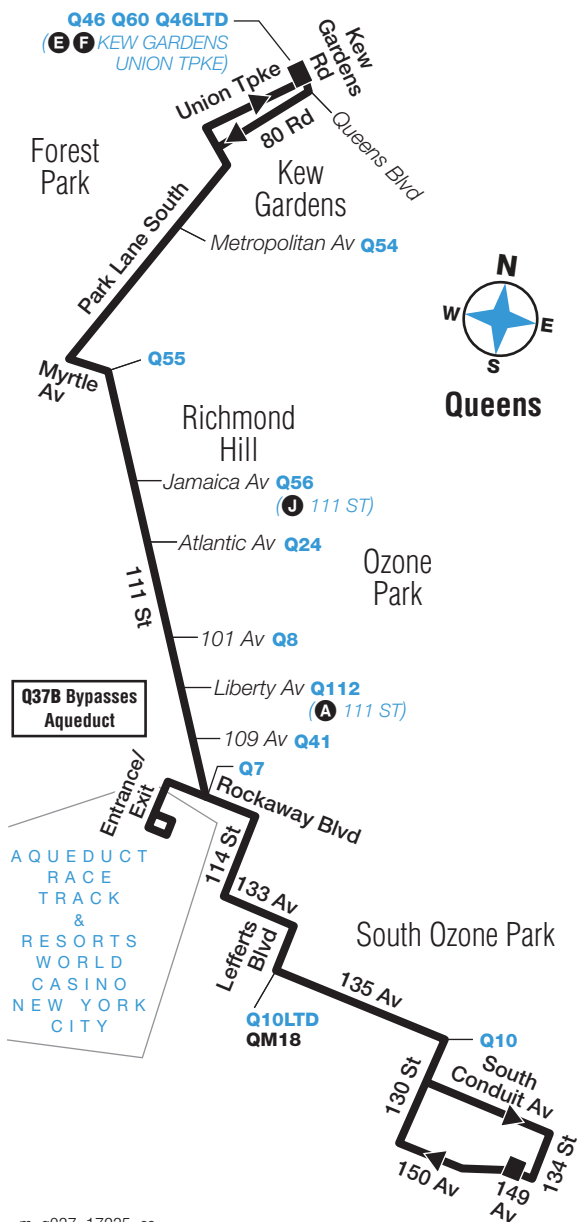 Q46 Q60 Q46LTD
(E F KEW GARDENS
UNION TPKE)
Kew
Gardens
Rd
Union Tpke
80 Rd
Queens Blvd
Forest
Park
Kew
Gardens
Park Lane South
Metropolitan Av Q54
N
W
E
S
Queens
Myrtle
Av
Q55
Richmond
Hill
Jamaica Av Q56
(J 111 ST)
Atlantic Av Q24
Ozone
Park
111 St
101 Av Q8
Liberty Av Q112
(A 111 ST)
Q37B Bypasses
Aqueduct
109 Av Q41
Q7
Entrance/
Exit
Rockaway Blvd
AQUEDUCT
RACE
TRACK
&
RESORTS
WORLD
CASINO
NEW YORK
CITY
114 St
133 Av
Lefferts
Blvd
South Ozone Park
135 Av
Q10LTD
QM18
Q10
South
Conduit Av
130 St
134 St
150 Av
149
Av